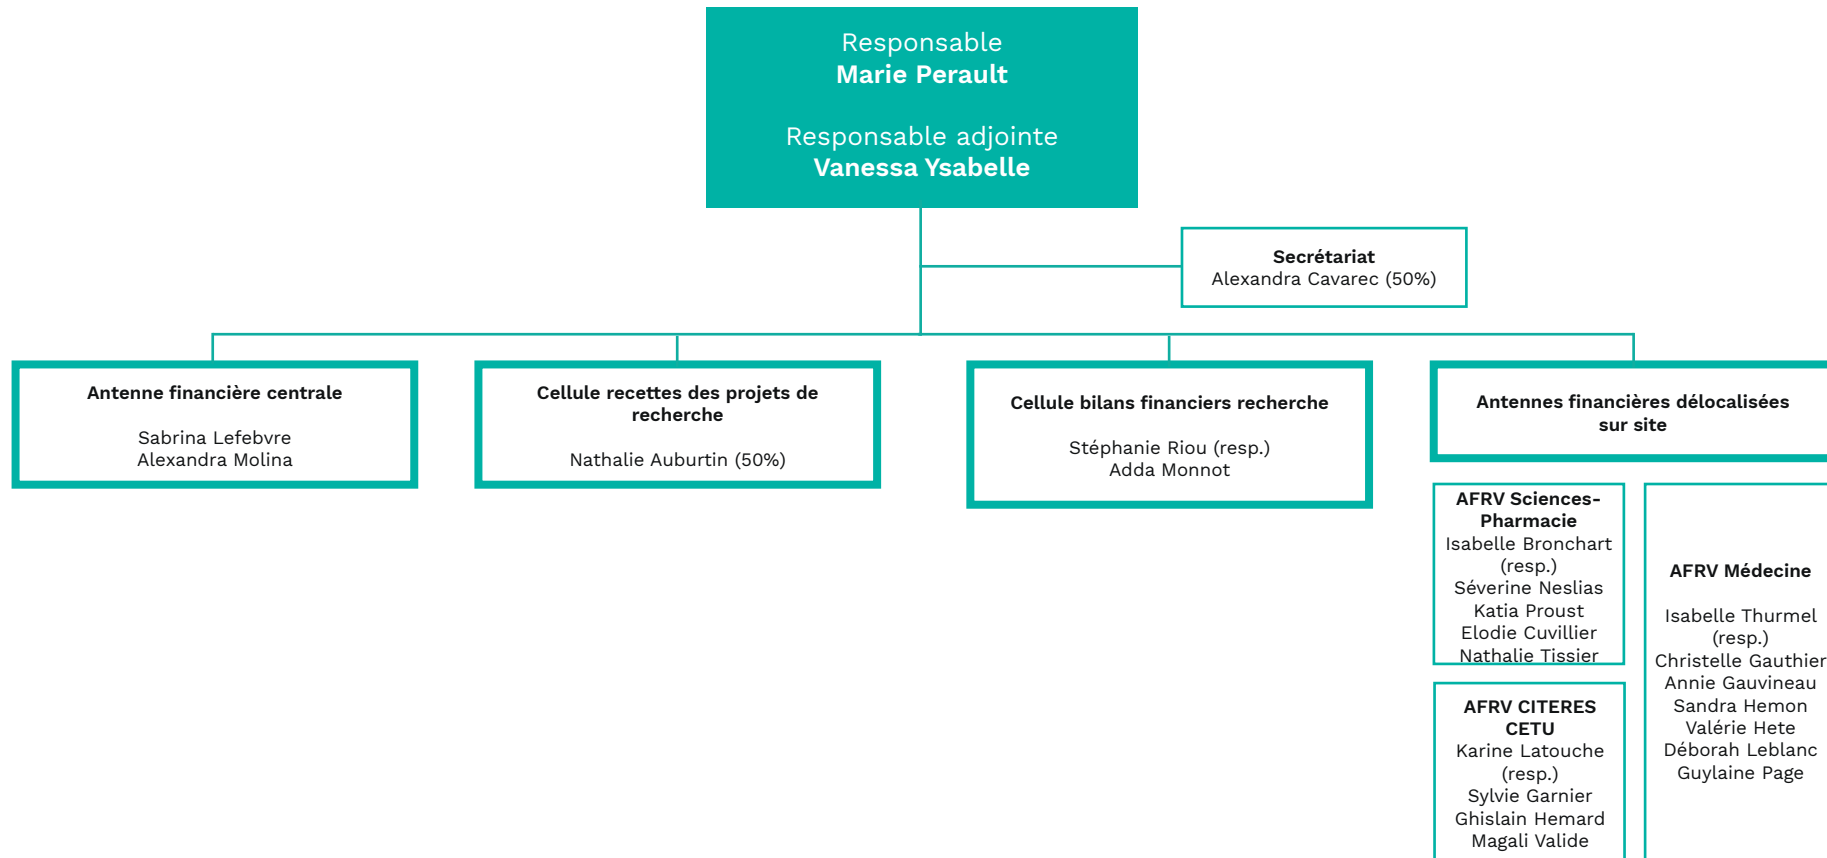 Responsable
Marie Perault
Responsable adjointe
Vanessa Ysabelle
Secrétariat
Alexandra Cavarec (50%)
Antenne financière centrale
Sabrina Lefebvre
Alexandra Molina
Cellule recettes des projets de
recherche
Nathalie Auburtin (50%)
Cellule bilans financiers recherche
Stéphanie Riou (resp.)
Adda Monnot
Antennes financières délocalisées
sur site
AFRV Sciences-
Pharmacie
Isabelle Bronchart
(resp.)
Séverine Neslias
Katia Proust
Elodie Cuvillier
Nathalie Tissier
AFRV CITERES
CETU
Karine Latouche
(resp.)
Sylvie Garnier
Ghislain Hemard
Magali Valide
AFRV Médecine
Isabelle Thurmel
(resp.)
Christelle Gauthier
Annie Gauvineau
Sandra Hemon
Valérie Hete
Déborah Leblanc
Guylaine Page